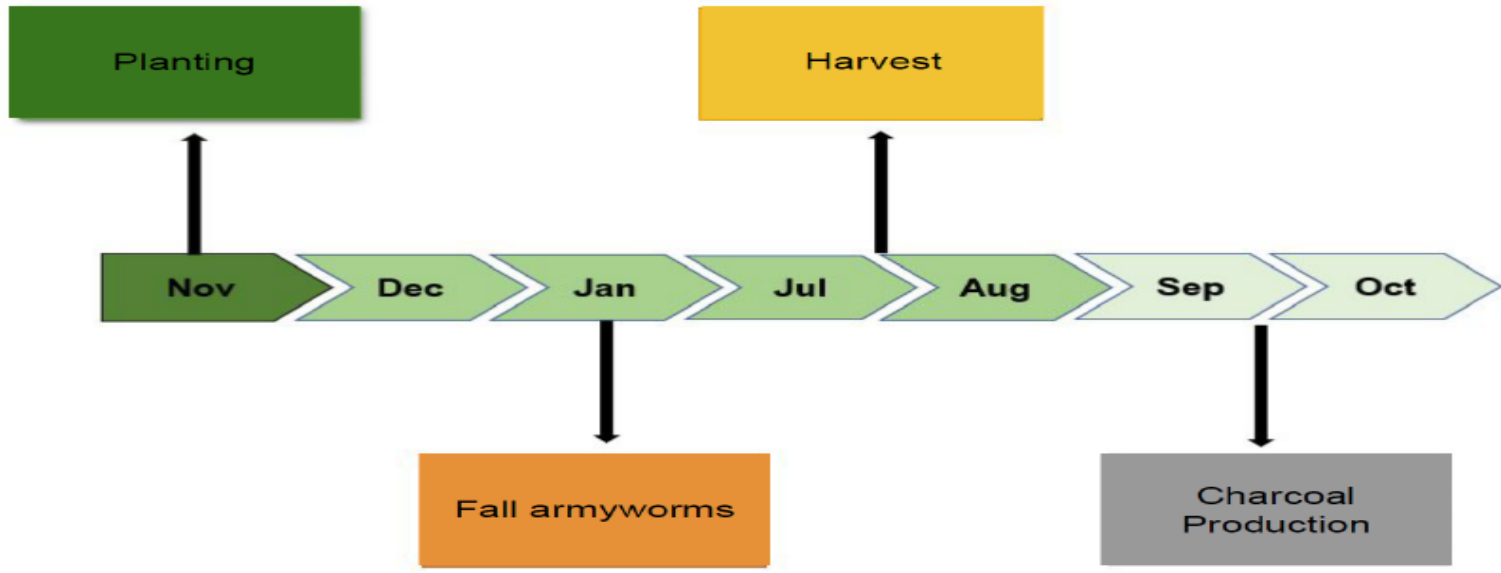 Planting
Harvest
Nov Dec Jan Jul Aug Sep Oct
Fall armyworms
Charcoal
Production